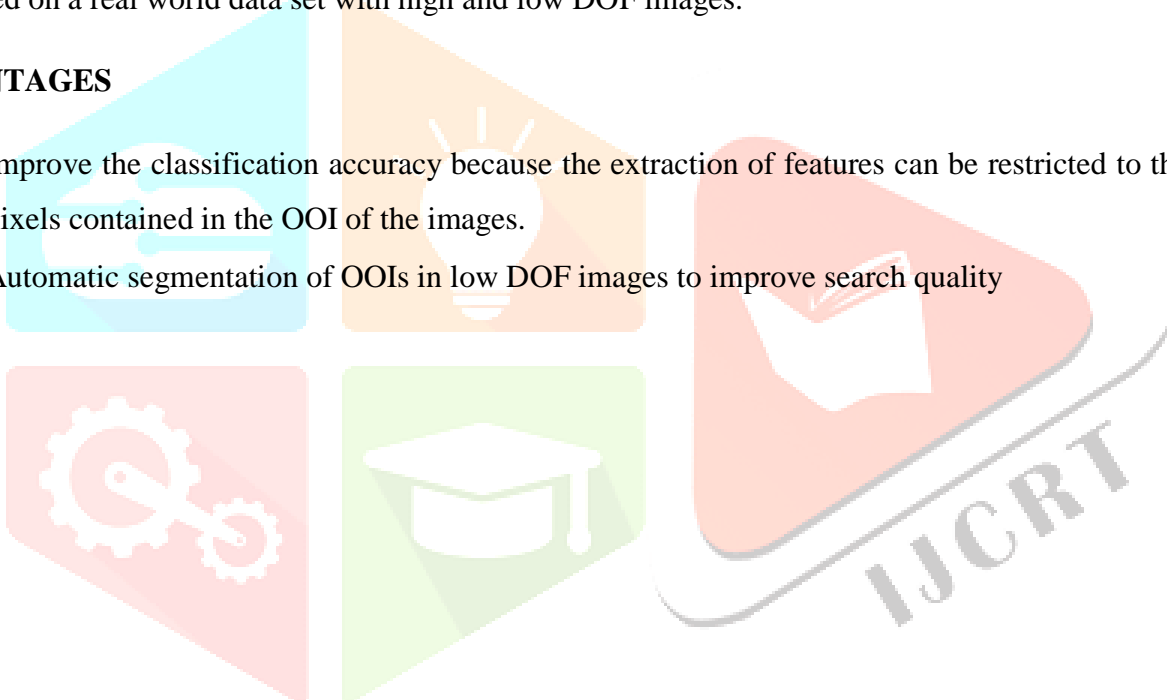 ed on a real world data set with high and low DOF images.
NTAGES
mprove the classification accuracy because the extraction of features can be restricted to th
ixels contained in the OOI of the images.
Automatic segmentation of OOIs in low DOF images to improve search quality
IJCRT